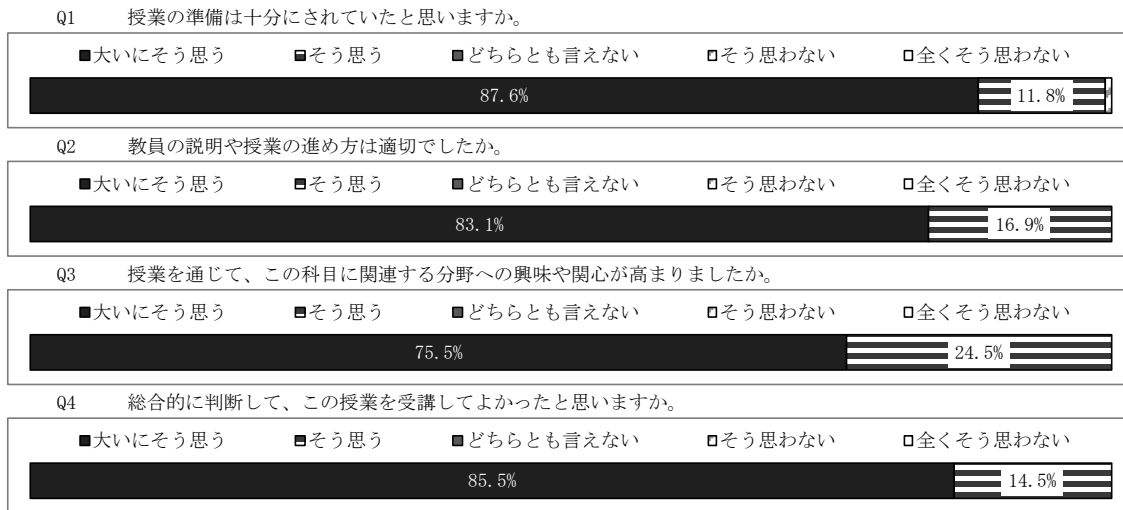 Q1 授業の準備は十分にされていたと思いますか。
■大いにそう思う ■そう思う ■どちらとも言えない □そう思わない □全くそう思わない
87.6% 11.8%
Q2 教員の説明や授業の進め方は適切でしたか。
■大いにそう思う ■そう思う ■どちらとも言えない □そう思わない □全くそう思わない
83.1% 16.9%
Q3 授業を通じて、この科目に関連する分野への興味や関心が高まりましたか。
■大いにそう思う ■そう思う ■どちらとも言えない □そう思わない □全くそう思わない
75.5% 24.5%
Q4 総合的に判断して、この授業を受講してよかったと思いますか。
■大いにそう思う ■そう思う ■どちらとも言えない □そう思わない □全くそう思わない
85.5% 14.5%